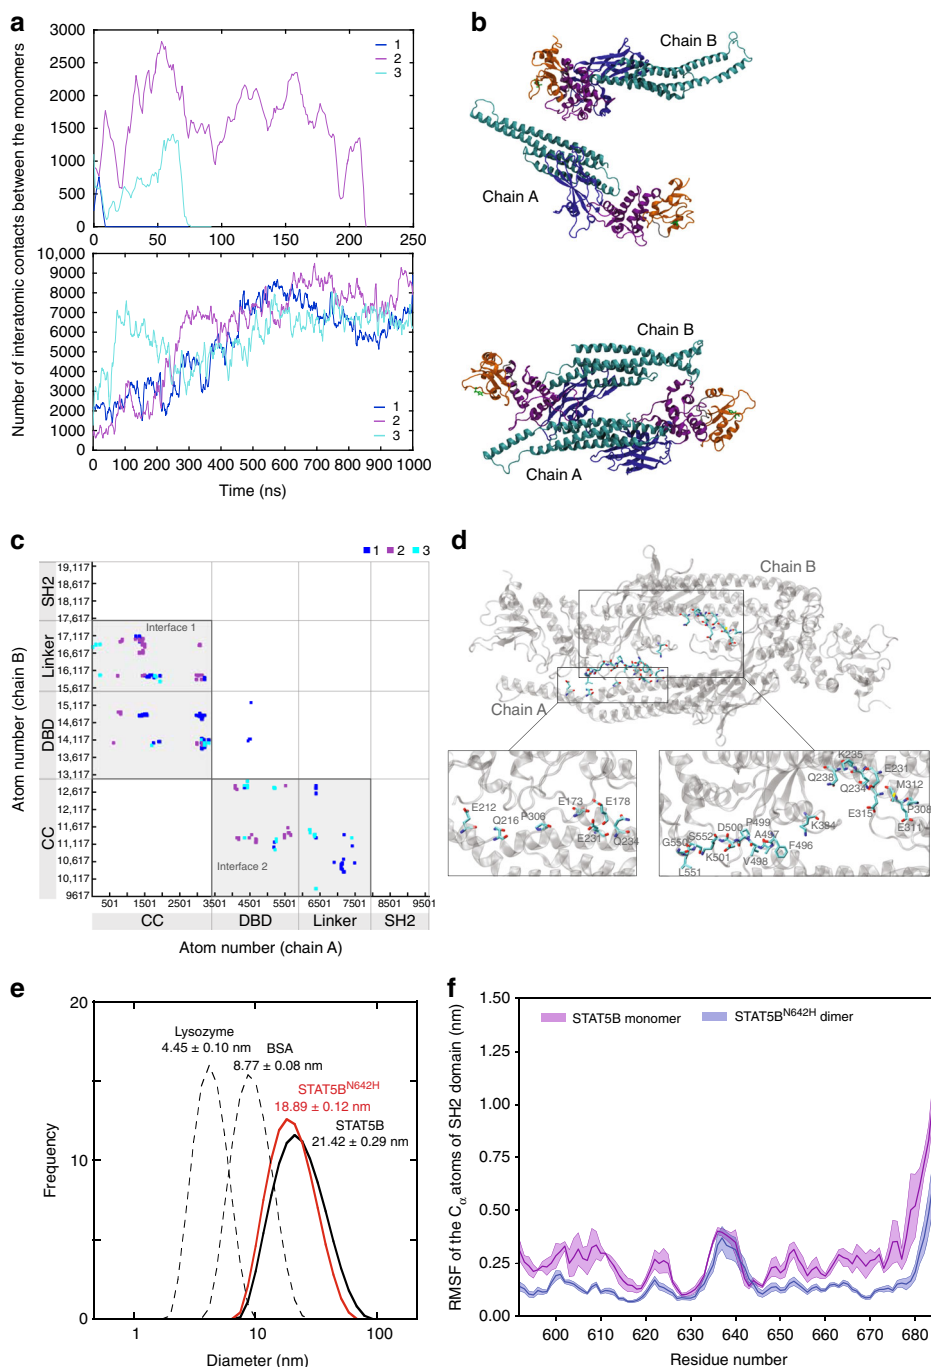 a
3000
2500
2000
1500
1000
500
0
0 50 100 150 200 250
1
2
3
10,000
9000
8000
7000
6000
5000
4000
3000
2000
1000
0
0 100 200 300 400 500 600 700 800 900 1000
1
2
3
Number of interatomic contacts between the monomers
Time (ns)
b
Chain B
Chain A
Chain B
Chain A
c
1 2 3
SH2
19,117
18,617
18,117
17,617
Linker
17,117
16,617
16,117
15,617
DBD
15,117
14,617
14,117
13,617
13,117
CC
12,617
12,117
11,617
11,117
10,617
10,117
9617
Interface 1
Interface 2
501 1501 2501 3501 4501 5501 6501 7501 8501 9501
CC DBD Linker SH2
Atom number (chain B)
Atom number (chain A)
d
Chain B
Chain A
E212
Q216
P306
E173
E178
E231
Q234
K235
Q238
Q234
E231
M312
P308
E315
E311
K384
P499
D500
A497
S552
G550
K501
V498
F496
L551
e
20
10
0
Frequency
Lysozyme
4.45 ± 0.10 nm
BSA
8.77 ± 0.08 nm
STAT5BN642H
18.89 ± 0.12 nm
STAT5B
21.42 ± 0.29 nm
1 10 100
Diameter (nm)
f
1.50
1.25
1.00
0.75
0.50
0.25
0.00
RMSF of the Cα atoms of SH2 domain (nm)
STAT5B monomer
STAT5BN642H dimer
600 610 620 630 640 650 660 670 680
Residue number